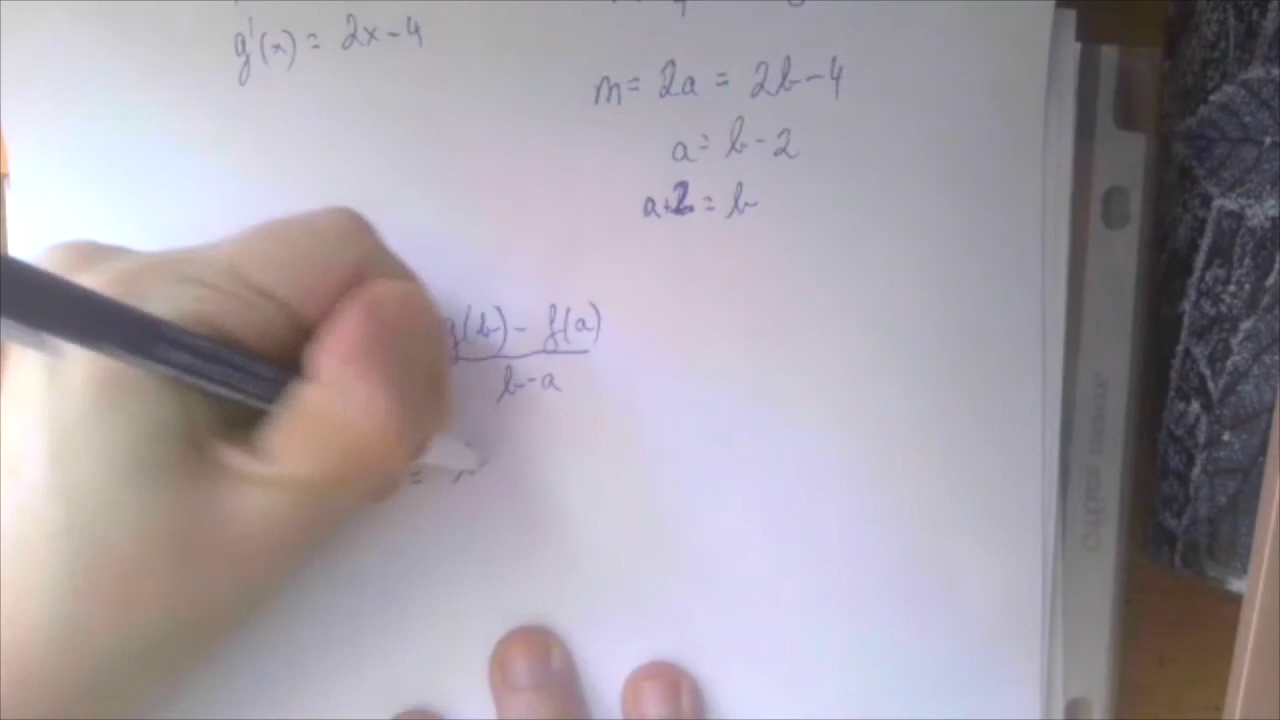 g'(x) = 2x-4
m = 2a = 2b-4
a = b-2
a+2 = b
g(b) - f(a)
b-a
=